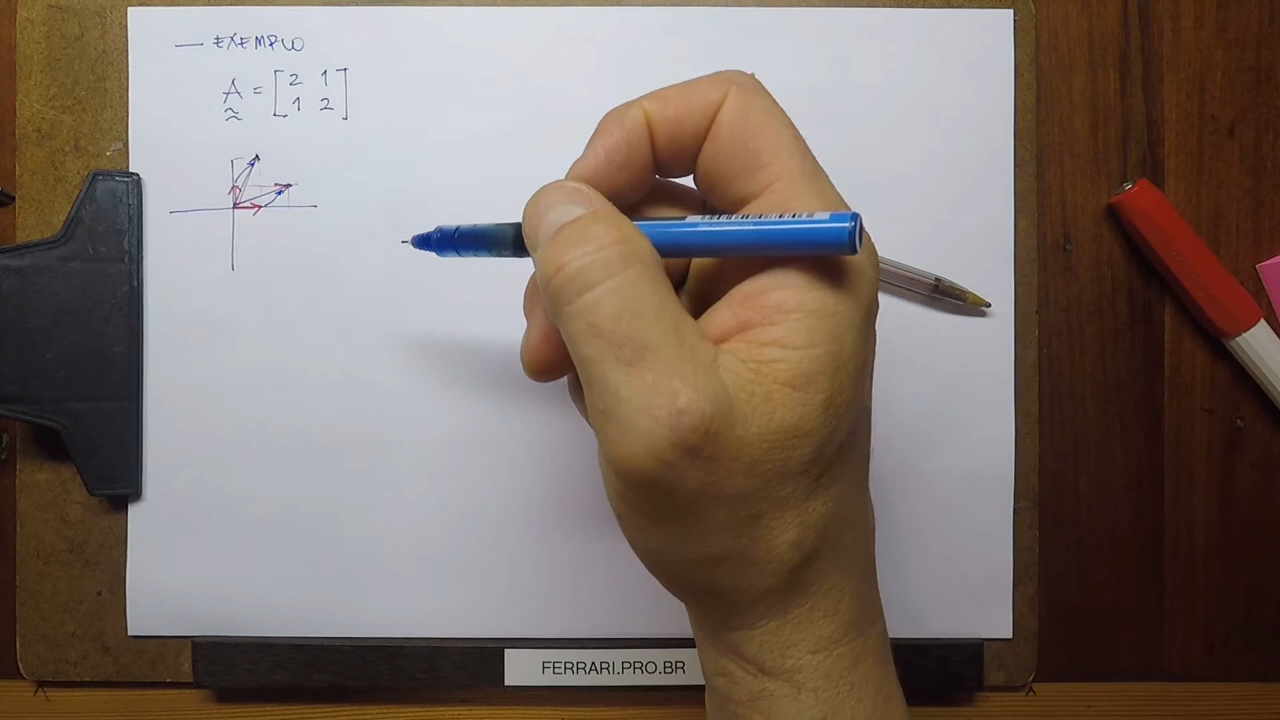 — EXEMPLO
A = [2 1
1 2]
FERRARI.PRO.BR